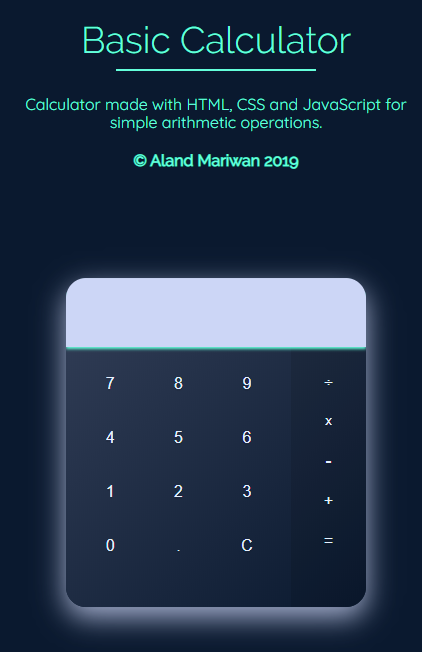 Basic Calculator
Calculator made with HTML, CSS and JavaScript for
simple arithmetic operations.
© Aland Mariwan 2019
7 8 9 ÷
x
4 5 6
-
1 2 3
+
0 . C =